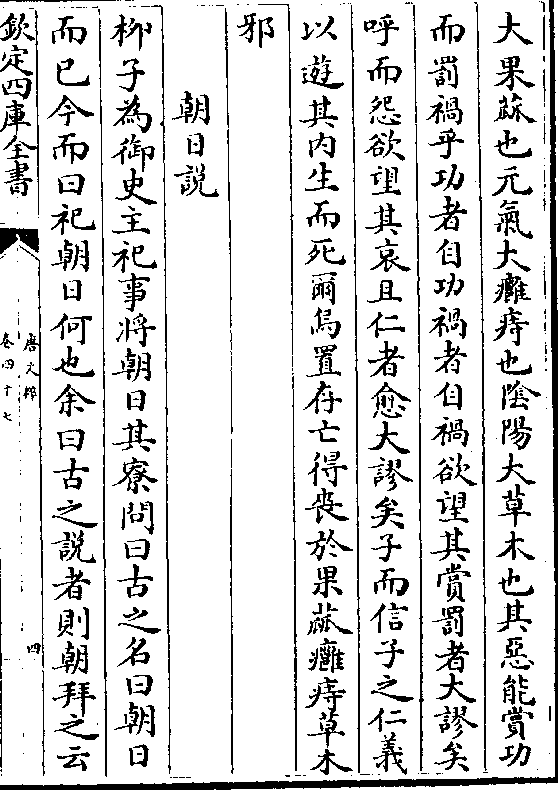 大果蓏也元氣大癰痔也陰陽大草木也其惡能賞功
而罰禍乎功者自功禍者自禍欲望其賞罰者大謬矣
呼而怨欲望其哀且仁者愈大謬矣子而信子之仁義
以遊其内生而死爾烏置存亡得喪於果蓏癰痔草木
邪
朝日説
栁子為御史主祀事将朝日其寮問曰古之名曰朝日
而已今而曰祀朝日何也余曰古之説者則朝拜之云
欽定四庫全書
唐文粹
卷四十七
四